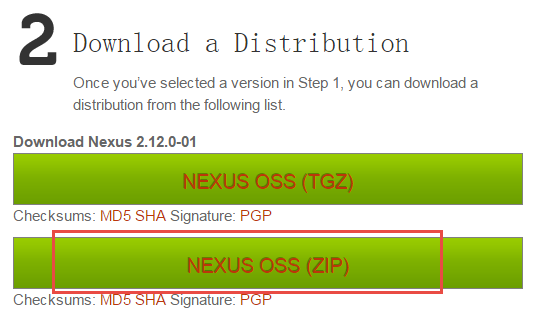 2 Download a Distribution
Once you've selected a version in Step 1, you can download a
distribution from the following list.
Download Nexus 2.12.0-01
NEXUS OSS (TGZ)
Checksums: MD5 SHA Signature: PGP
NEXUS OSS (ZIP)
Checksums: MD5 SHA Signature: PGP